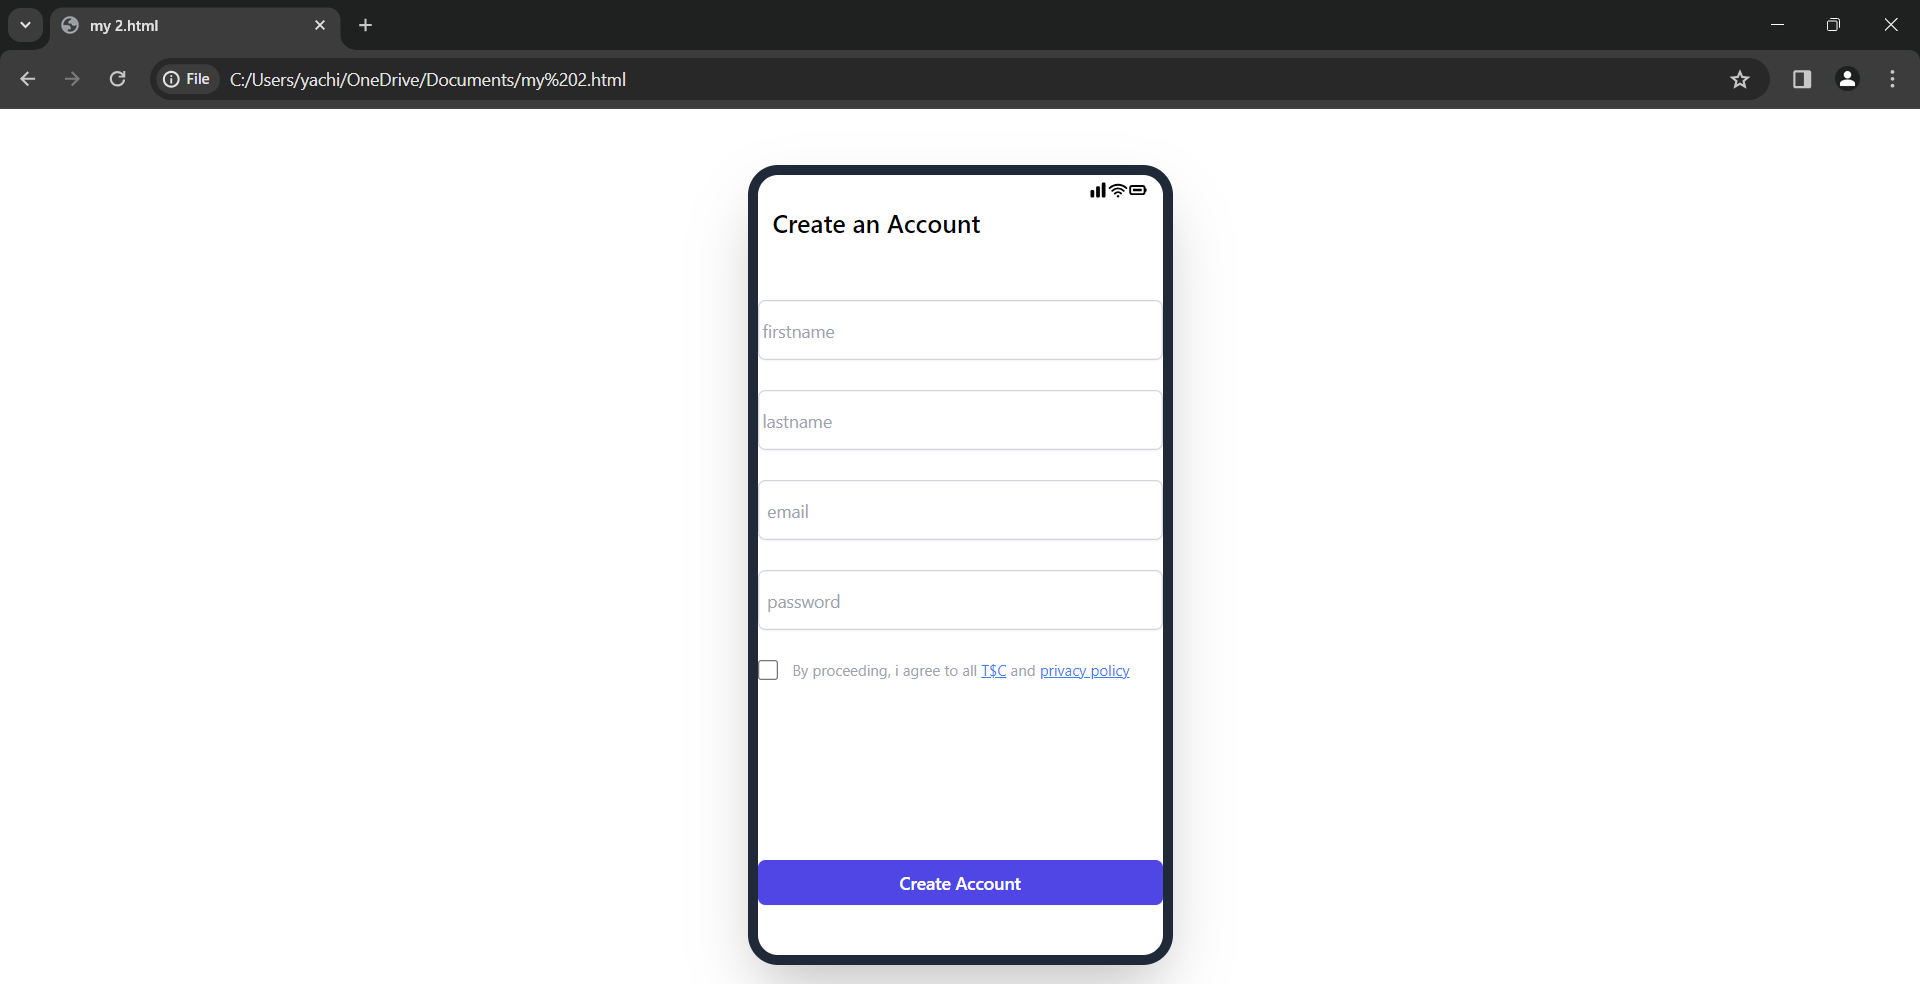 my 2.html
File C:/Users/yachi/OneDrive/Documents/my%202.html
Create an Account
firstname
lastname
email
password
By proceeding, i agree to all T$C and privacy policy
Create Account